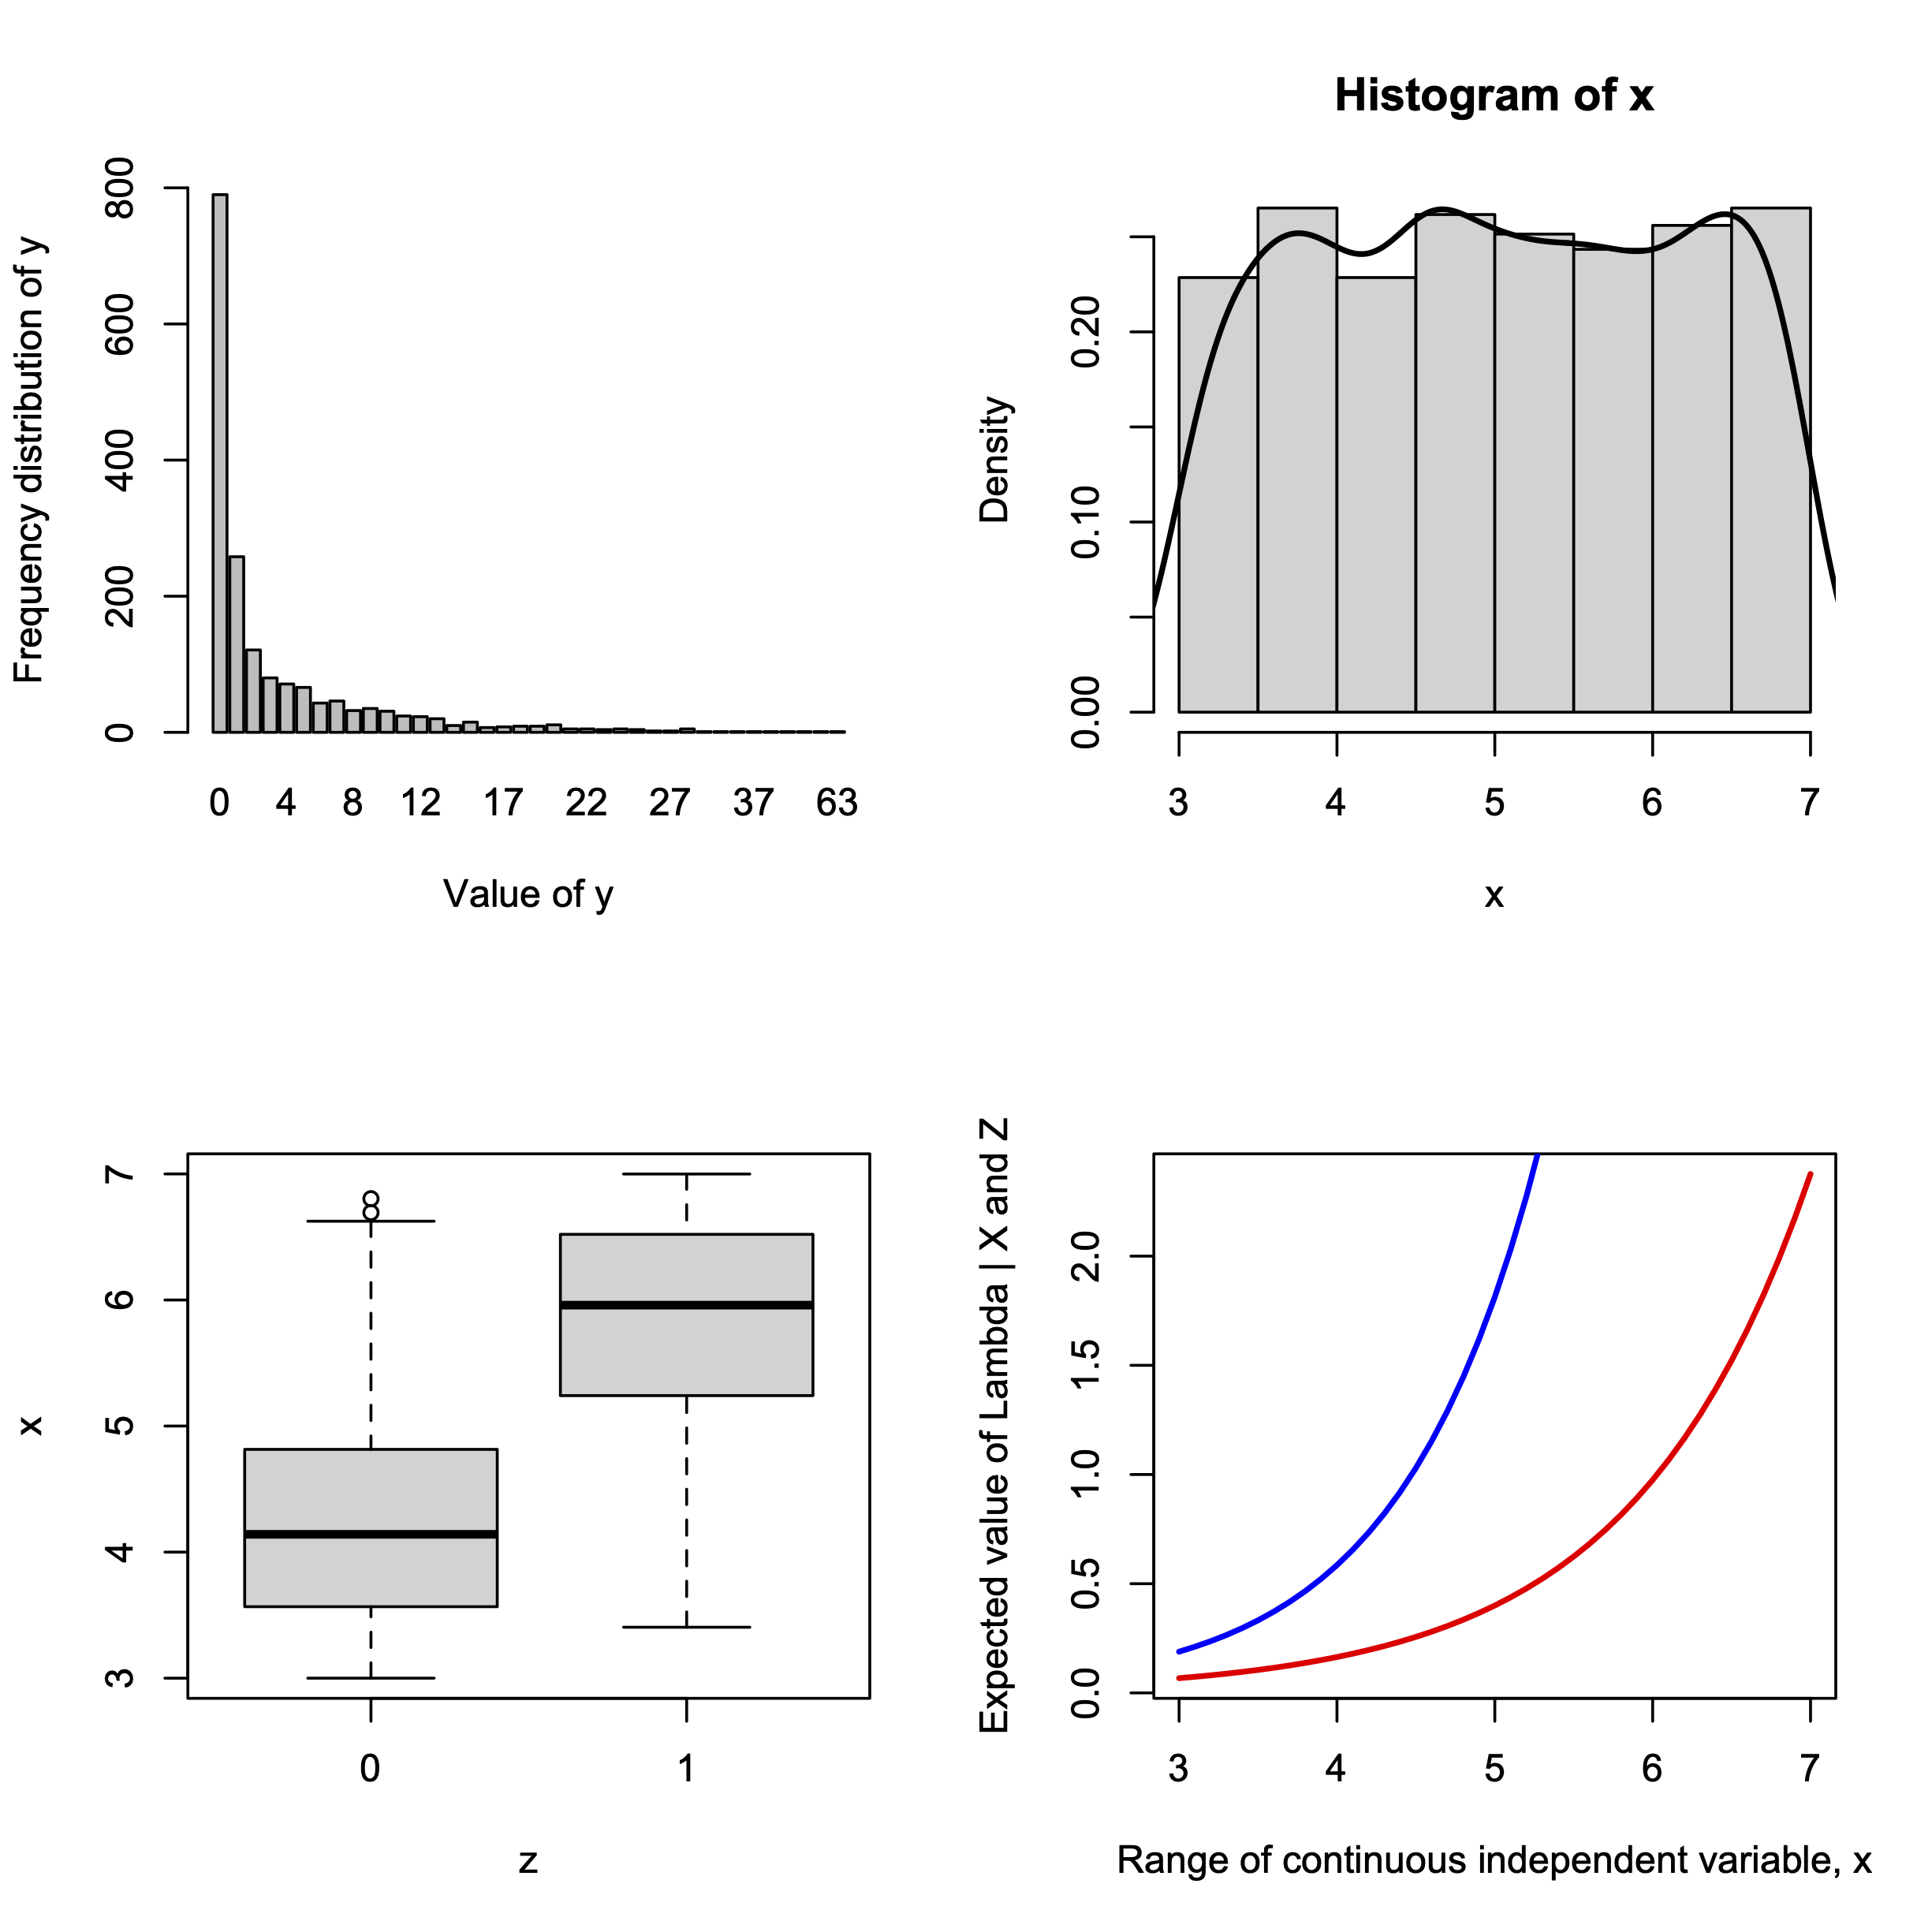 Frequency distribution of y
800
600
400
200
0
0 4 8 12 17 22 27 37 63
Value of y
Histogram of x
Density
0.20
0.10
0.00
3 4 5 6 7
x
x
7
6
5
4
3
0 1
z
Expected value of Lambda | X and Z
2.0
1.5
1.0
0.5
0.0
3 4 5 6 7
Range of continuous independent variable, x